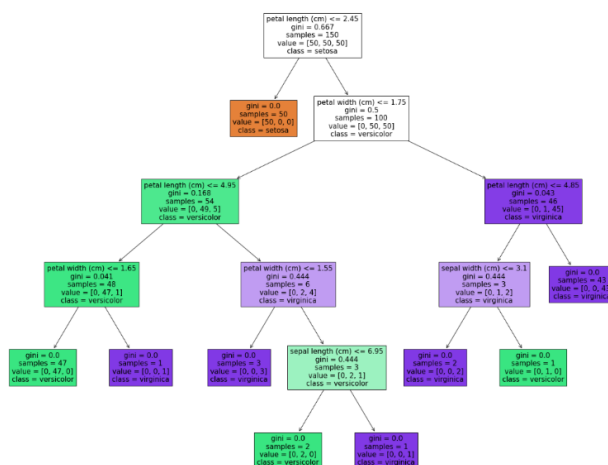 petal length (cm) <= 2.45
gini = 0.667
samples = 150
value = [50, 50, 50]
class = setosa
gini = 0.0
samples = 50
value = [50, 0, 0]
class = setosa
petal width (cm) <= 1.75
gini = 0.5
samples = 100
value = [0, 50, 50]
class = versicolor
petal length (cm) <= 4.95
gini = 0.168
samples = 54
value = [0, 49, 5]
class = versicolor
petal length (cm) <= 4.85
gini = 0.043
samples = 46
value = [0, 1, 45]
class = virginica
petal width (cm) <= 1.65
gini = 0.041
samples = 48
value = [0, 47, 1]
class = versicolor
petal width (cm) <= 1.55
gini = 0.444
samples = 6
value = [0, 2, 4]
class = virginica
sepal width (cm) <= 3.1
gini = 0.444
samples = 3
value = [0, 1, 2]
class = virginica
gini = 0.0
samples = 43
value = [0, 0, 43]
class = virginica
gini = 0.0
samples = 47
value = [0, 47, 0]
class = versicolor
gini = 0.0
samples = 1
value = [0, 0, 1]
class = virginica
gini = 0.0
samples = 3
value = [0, 0, 3]
class = virginica
sepal length (cm) <= 6.95
gini = 0.444
samples = 3
value = [0, 2, 1]
class = versicolor
gini = 0.0
samples = 2
value = [0, 0, 2]
class = virginica
gini = 0.0
samples = 1
value = [0, 1, 0]
class = versicolor
gini = 0.0
samples = 2
value = [0, 2, 0]
class = versicolor
gini = 0.0
samples = 1
value = [0, 0, 1]
class = virginica